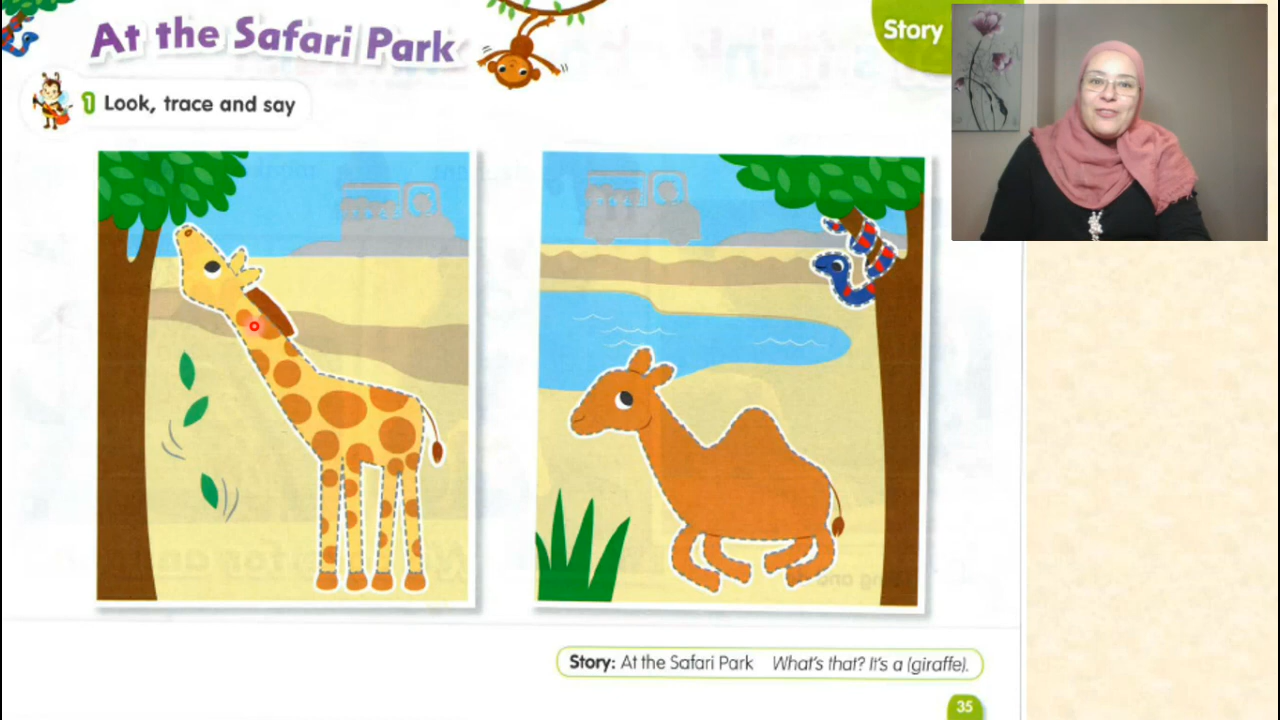 At the Safari Park
Story
1 Look, trace and say
Story: At the Safari Park What's that? It's a (giraffe).
35